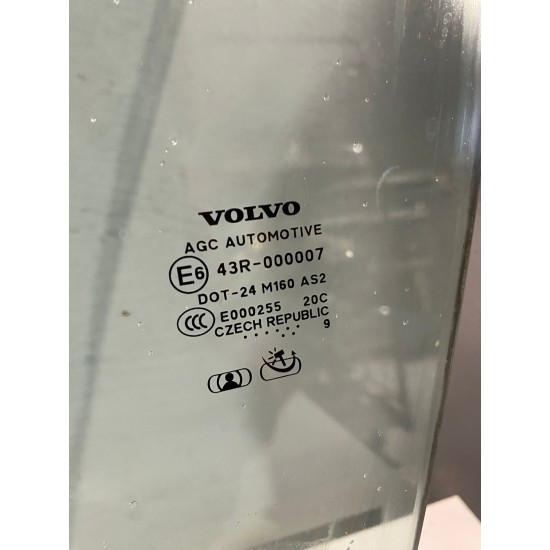 VOLVO
AGC AUTOMOTIVE
E6 43R-000007
DOT-24 M160 AS2
CCC E000255 20C
CZECH REPUBLIC
...... 9